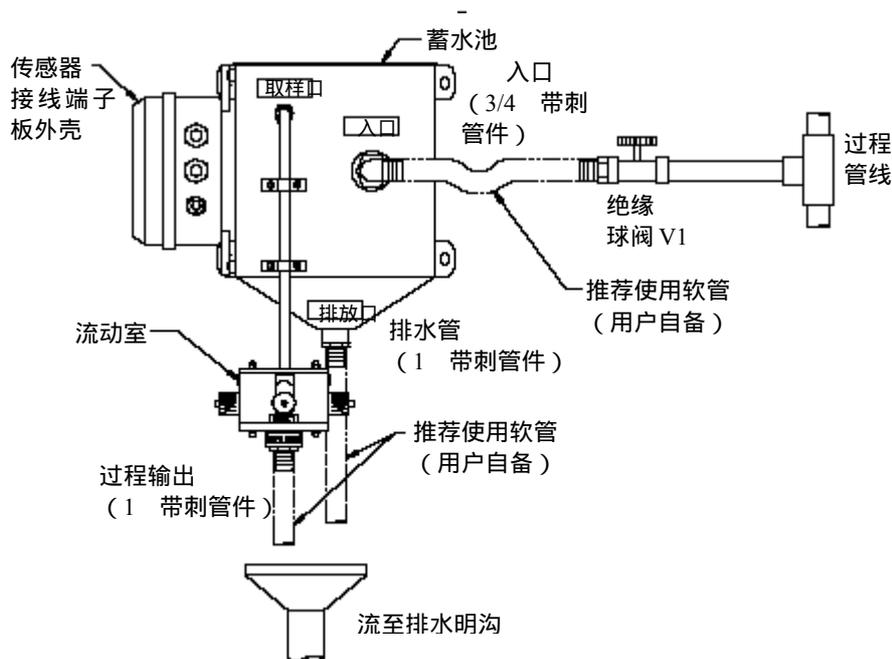 蓄水池
传感器
接线端子
板外壳
取样口
入口
入口
（3/4 带刺
管件）
过程
管线
绝缘
球阀 V1
推荐使用软管
（用户自备）
排放口
排水管
（1 带刺管件）
流动室
推荐使用软管
（用户自备）
过程输出
（1 带刺管件）
流至排水明沟